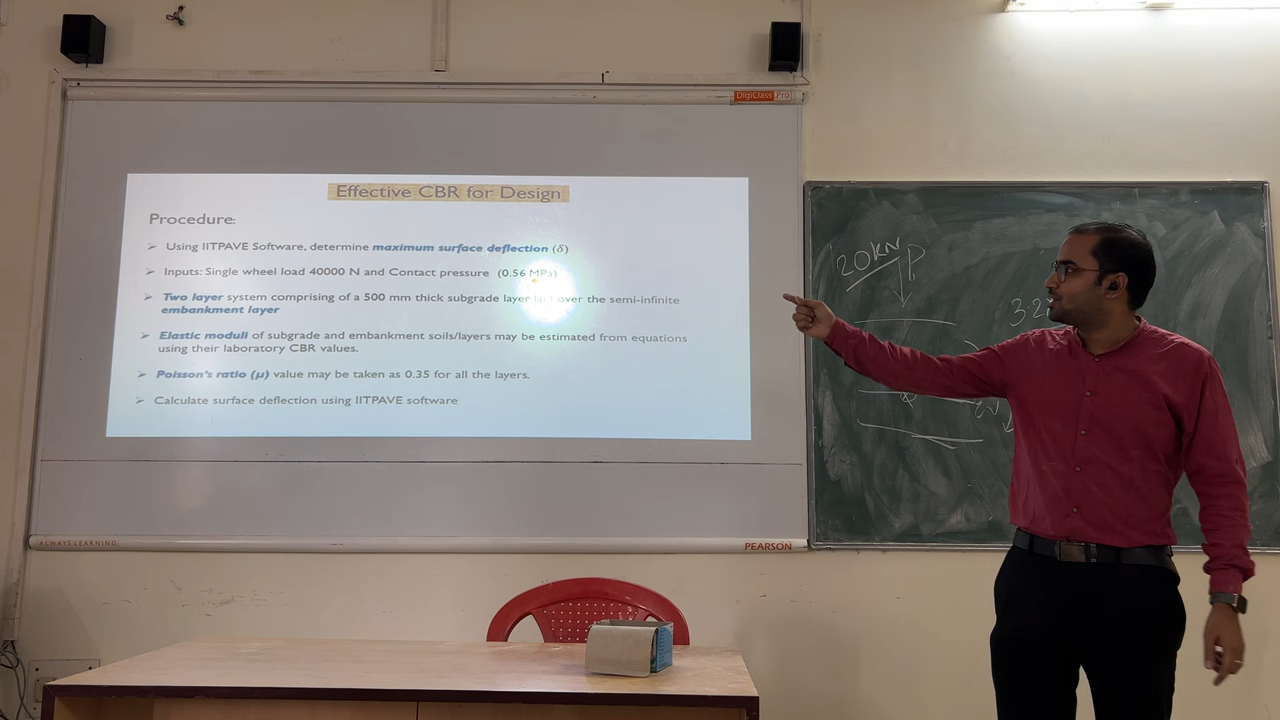 DigiClass Pro
Effective CBR for Design
Procedure:
➢ Using IITPAVE Software, determine maximum surface deflection (δ)
➢ Inputs: Single wheel load 40000 N and Contact pressure (0.56 MPa)
➢ Two layer system comprising of a 500 mm thick subgrade layer over the semi-infinite
embankment layer
➢ Elastic moduli of subgrade and embankment soils/layers may be estimated from equations
using their laboratory CBR values.
➢ Poisson's ratio (μ) value may be taken as 0.35 for all the layers.
➢ Calculate surface deflection using IITPAVE software
ALWAYS LEARNING
PEARSON
20 KN
P
3.2